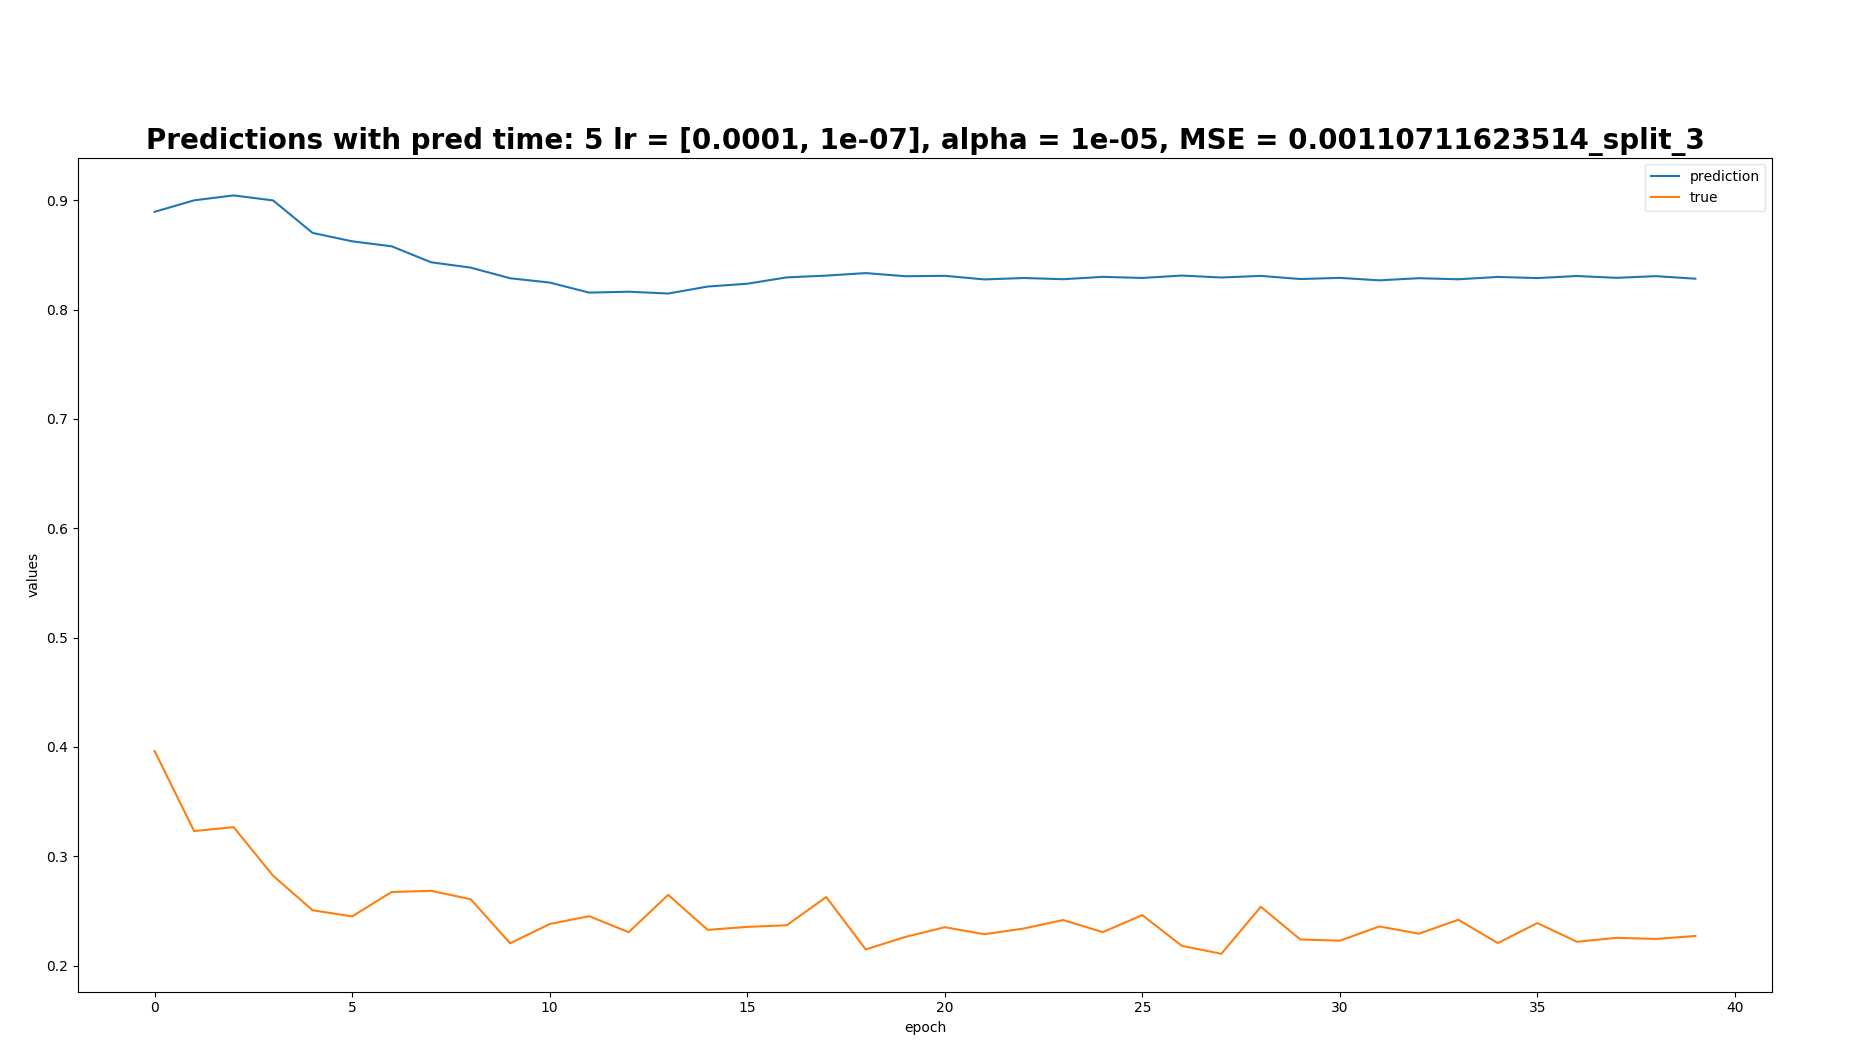 Predictions with pred time: 5 lr = [0.0001, 1e-07], alpha = 1e-05, MSE = 0.00110711623514_split_3
prediction
true
0.9
0.8
0.7
0.6
0.5
0.4
0.3
0.2
values
0 5 10 15 20 25 30 35 40
epoch